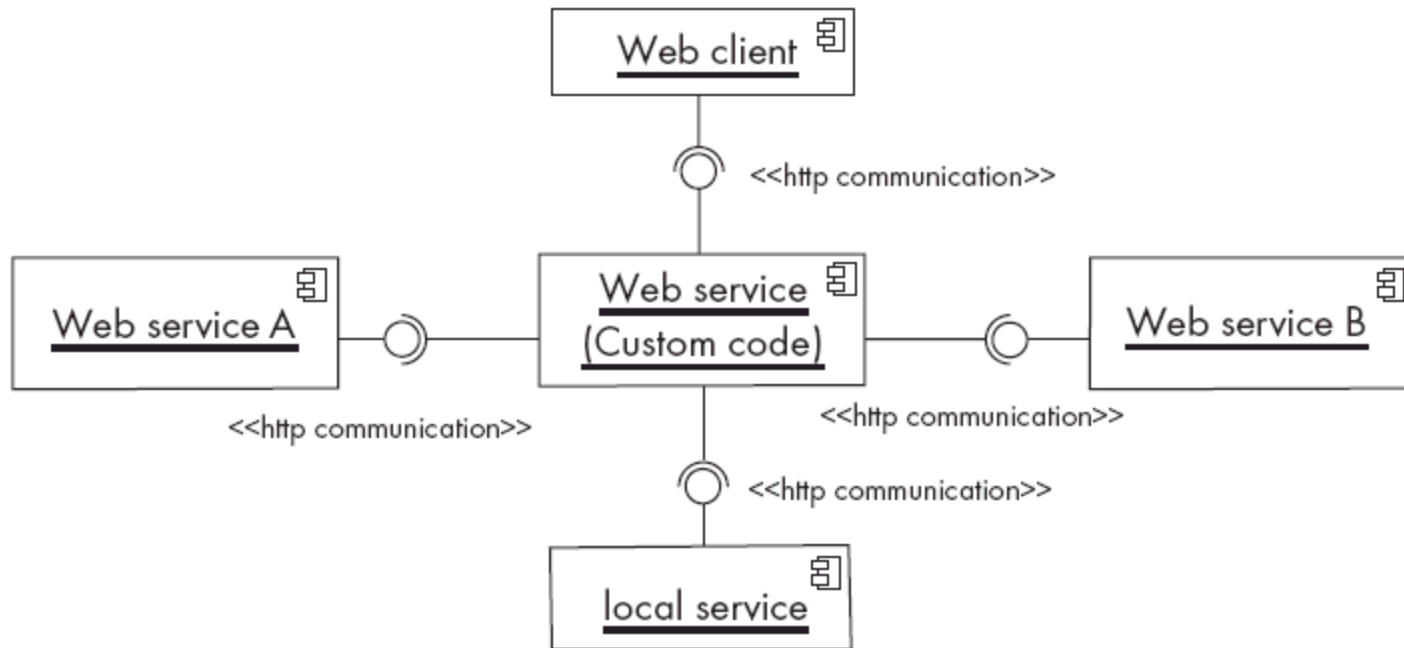 Web client
<<http communication>>
Web service A
Web service
(Custom code)
Web service B
<<http communication>>
<<http communication>>
<<http communication>>
local service